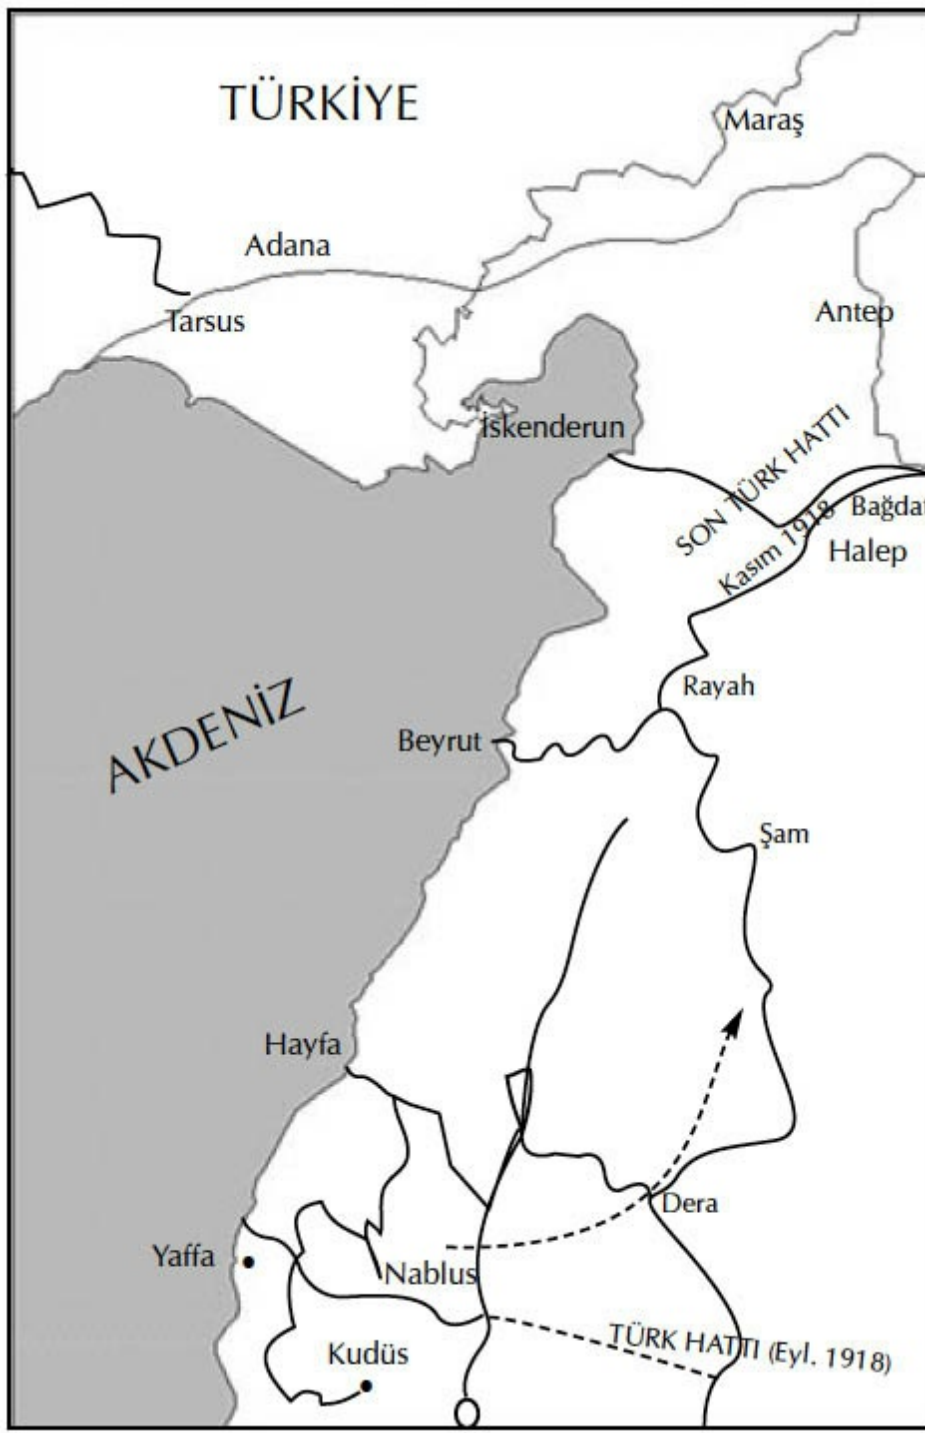 TÜRKİYE
Maraş
Adana
Tarsus
Antep
İskenderun
SON TÜRK HATTI
Kasım 1918
Bağdat
Halep
Rayah
AKDENİZ
Beyrut
Şam
Hayfa
Dera
Yaffa
Nablus
TÜRK HATTI (Eyl. 1918)
Kudüs